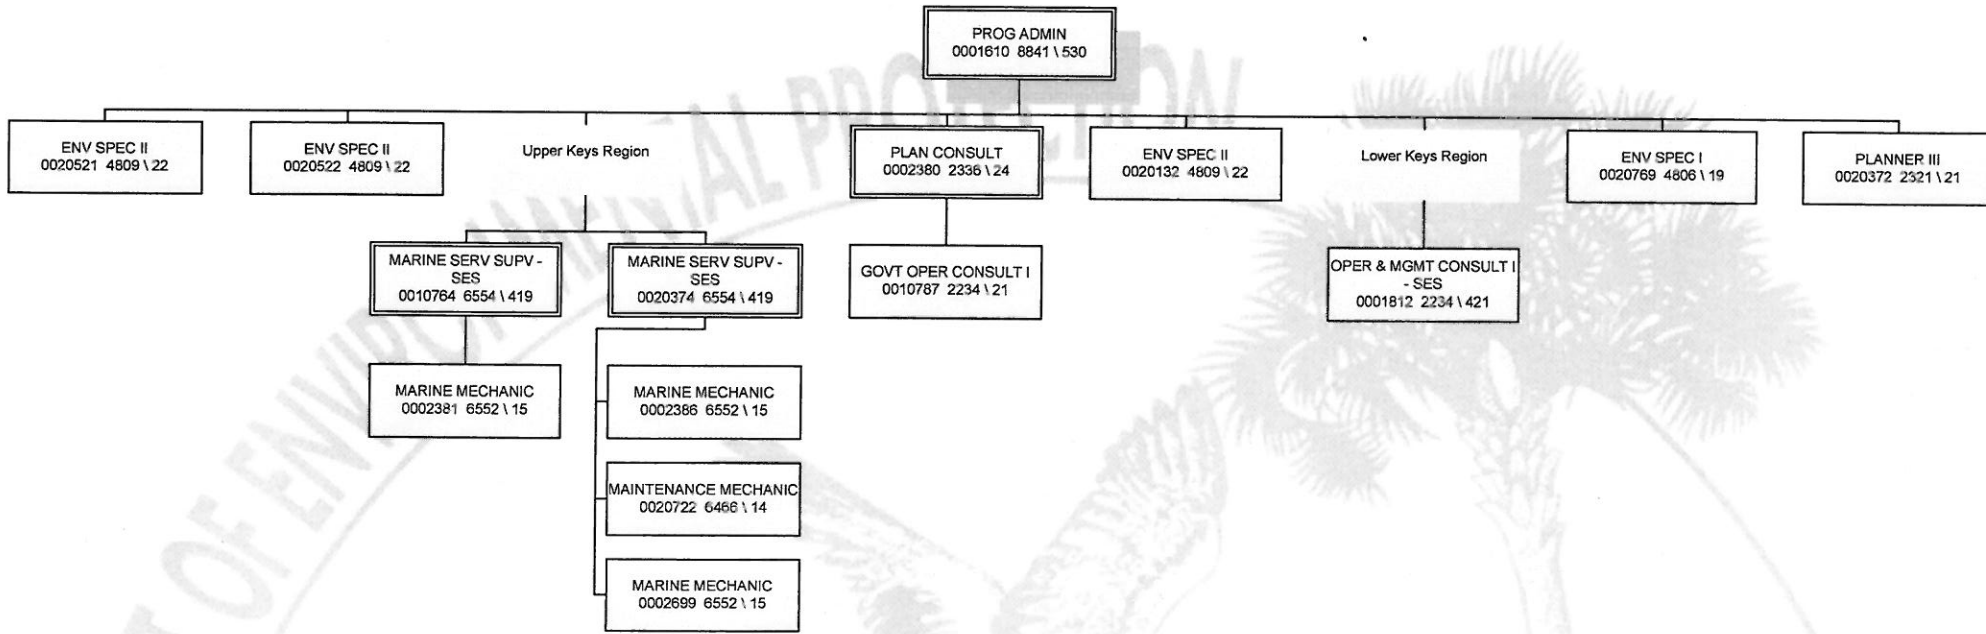 PROG ADMIN
0001610 8841 \ 530
ENV SPEC II
0020521 4809 \ 22
ENV SPEC II
0020522 4809 \ 22
Upper Keys Region
PLAN CONSULT
0002380 2336 \ 24
ENV SPEC II
0020132 4809 \ 22
Lower Keys Region
ENV SPEC I
0020769 4806 \ 19
PLANNER III
0020372 2321 \ 21
MARINE SERV SUPV -
SES
0010764 6554 \ 419
MARINE SERV SUPV -
SES
0020374 6554 \ 419
GOVT OPER CONSULT I
0010787 2234 \ 21
OPER & MGMT CONSULT I
- SES
0001812 2234 \ 421
MARINE MECHANIC
0002381 6552 \ 15
MARINE MECHANIC
0002386 6552 \ 15
MAINTENANCE MECHANIC
0020722 6466 \ 14
MARINE MECHANIC
0002699 6552 \ 15
OF ENVIRONMENTAL PROTECTION